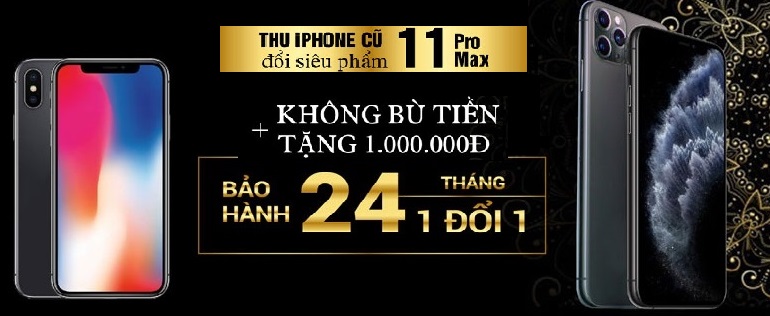 THU IPHONE CŨ
đổi siêu phẩm
11 Pro Max
KHÔNG BÙ TIỀN
+ TẶNG 1.000.000Đ
BẢO HÀNH 24 THÁNG
1 ĐỔI 1